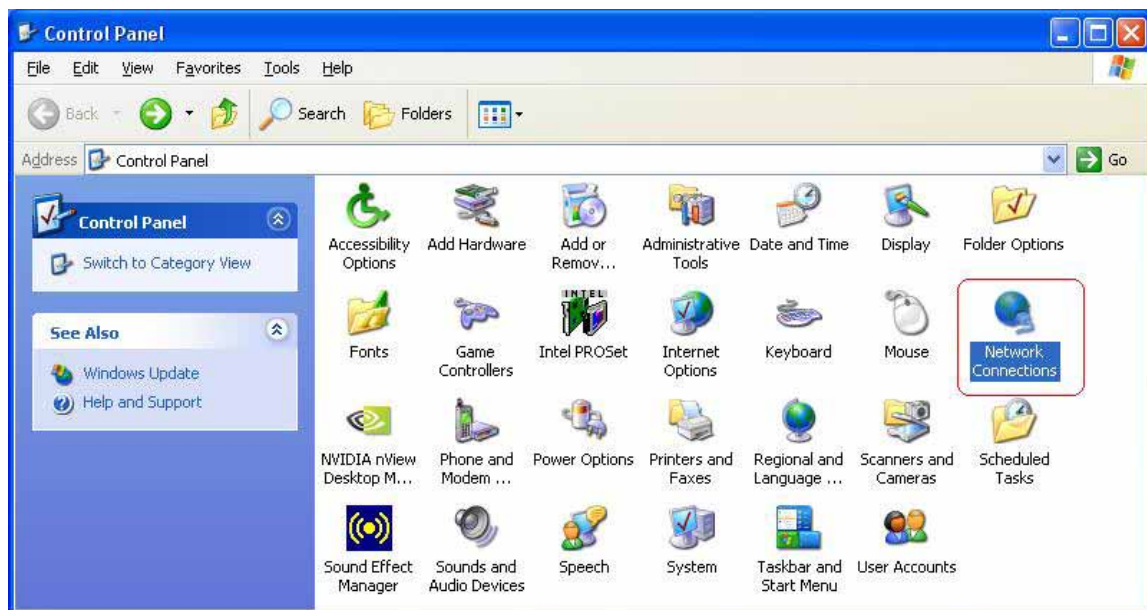 Control Panel
File Edit View Favorites Tools Help
Back Search Folders
Address Control Panel Go
Control Panel
Switch to Category View
See Also
Windows Update
Help and Support
Accessibility Options
Add Hardware
Add or Remov...
Administrative Tools
Date and Time
Display
Folder Options
Fonts
Game Controllers
INTEL
Intel PROSet
Internet Options
Keyboard
Mouse
Network Connections
NVIDIA nView Desktop M...
Phone and Modem ...
Power Options
Printers and Faxes
Regional and Language ...
Scanners and Cameras
Scheduled Tasks
Sound Effect Manager
Sounds and Audio Devices
Speech
System
Taskbar and Start Menu
User Accounts